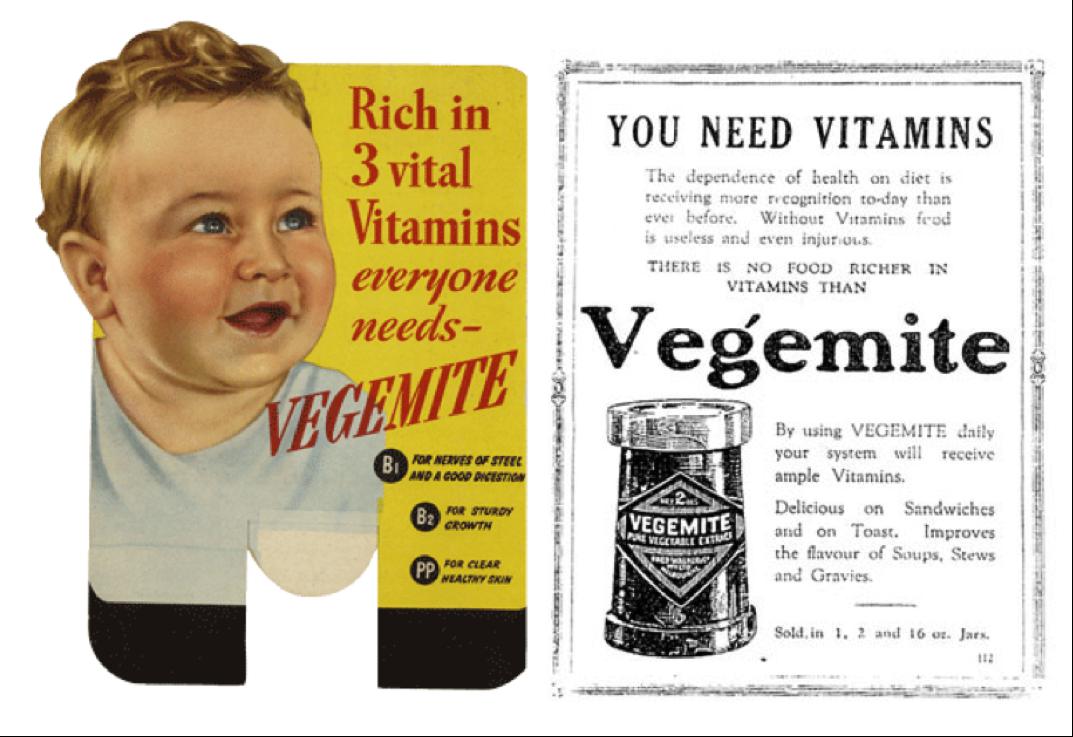 Rich in
3 vital
Vitamins
everyone
needs-
VEGEMITE
B1 FOR NERVES OF STEEL
AND A GOOD DIGESTION
B2 FOR STURDY
GROWTH
PP FOR CLEAR
HEALTHY SKIN
YOU NEED VITAMINS
The dependence of health on diet is
receiving more recognition to-day than
ever before. Without Vitamins food
is useless and even injurious.
THERE IS NO FOOD RICHER IN
VITAMINS THAN
Vegemite
NET 2 OZS
VEGEMITE
PURE VEGETABLE EXTRACT
FRED WALKER
By using VEGEMITE daily
your system will receive
ample Vitamins.
Delicious on Sandwiches
and on Toast. Improves
the flavour of Soups, Stews
and Gravies.
Sold in 1, 2 and 16 oz. Jars.
112